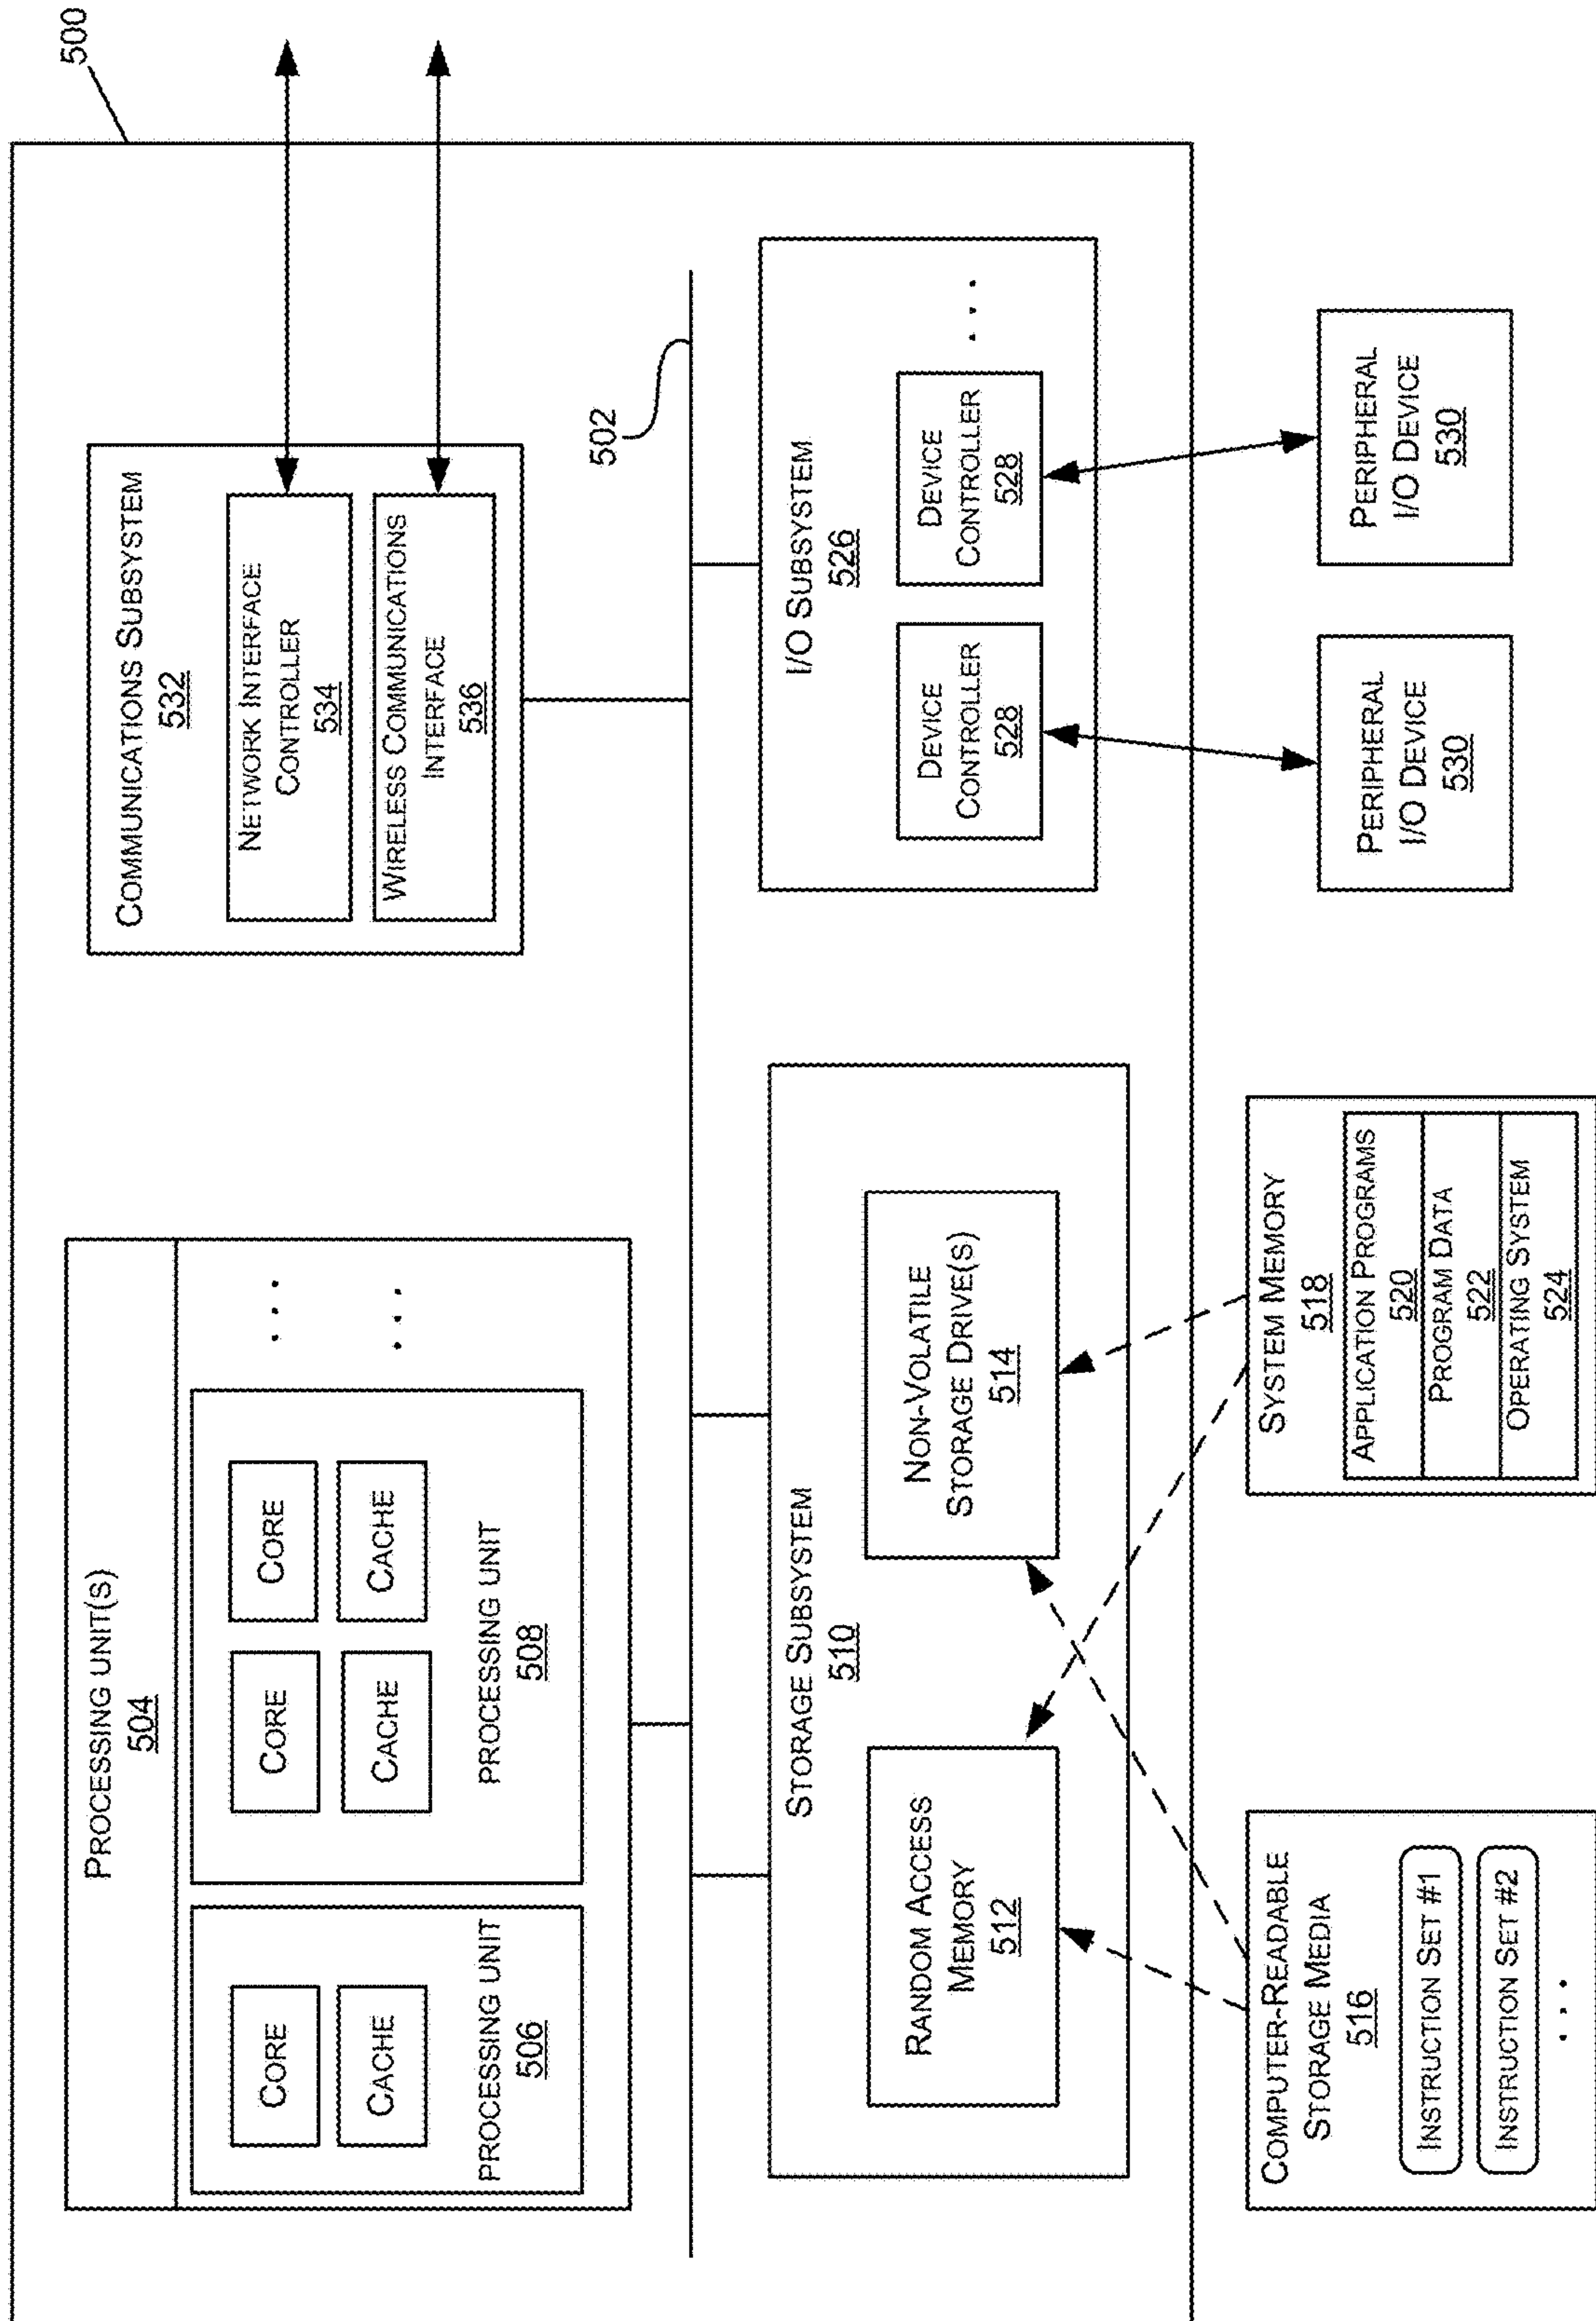 500
PROCESSING UNIT(S)
504
CORE
CACHE
PROCESSING UNIT
506
CORE
CORE
CACHE
CACHE
PROCESSING UNIT
508
. . .
. . .
COMMUNICATIONS SUBSYSTEM
532
NETWORK INTERFACE
CONTROLLER
534
WIRELESS COMMUNICATIONS
INTERFACE
536
502
STORAGE SUBSYSTEM
510
RANDOM ACCESS
MEMORY
512
NON-VOLATILE
STORAGE DRIVE(S)
514
I/O SUBSYSTEM
526
DEVICE
CONTROLLER
528
DEVICE
CONTROLLER
528
. . .
COMPUTER-READABLE
STORAGE MEDIA
516
INSTRUCTION SET #1
INSTRUCTION SET #2
. . .
SYSTEM MEMORY
518
APPLICATION PROGRAMS
520
PROGRAM DATA
522
OPERATING SYSTEM
524
PERIPHERAL
I/O DEVICE
530
PERIPHERAL
I/O DEVICE
530